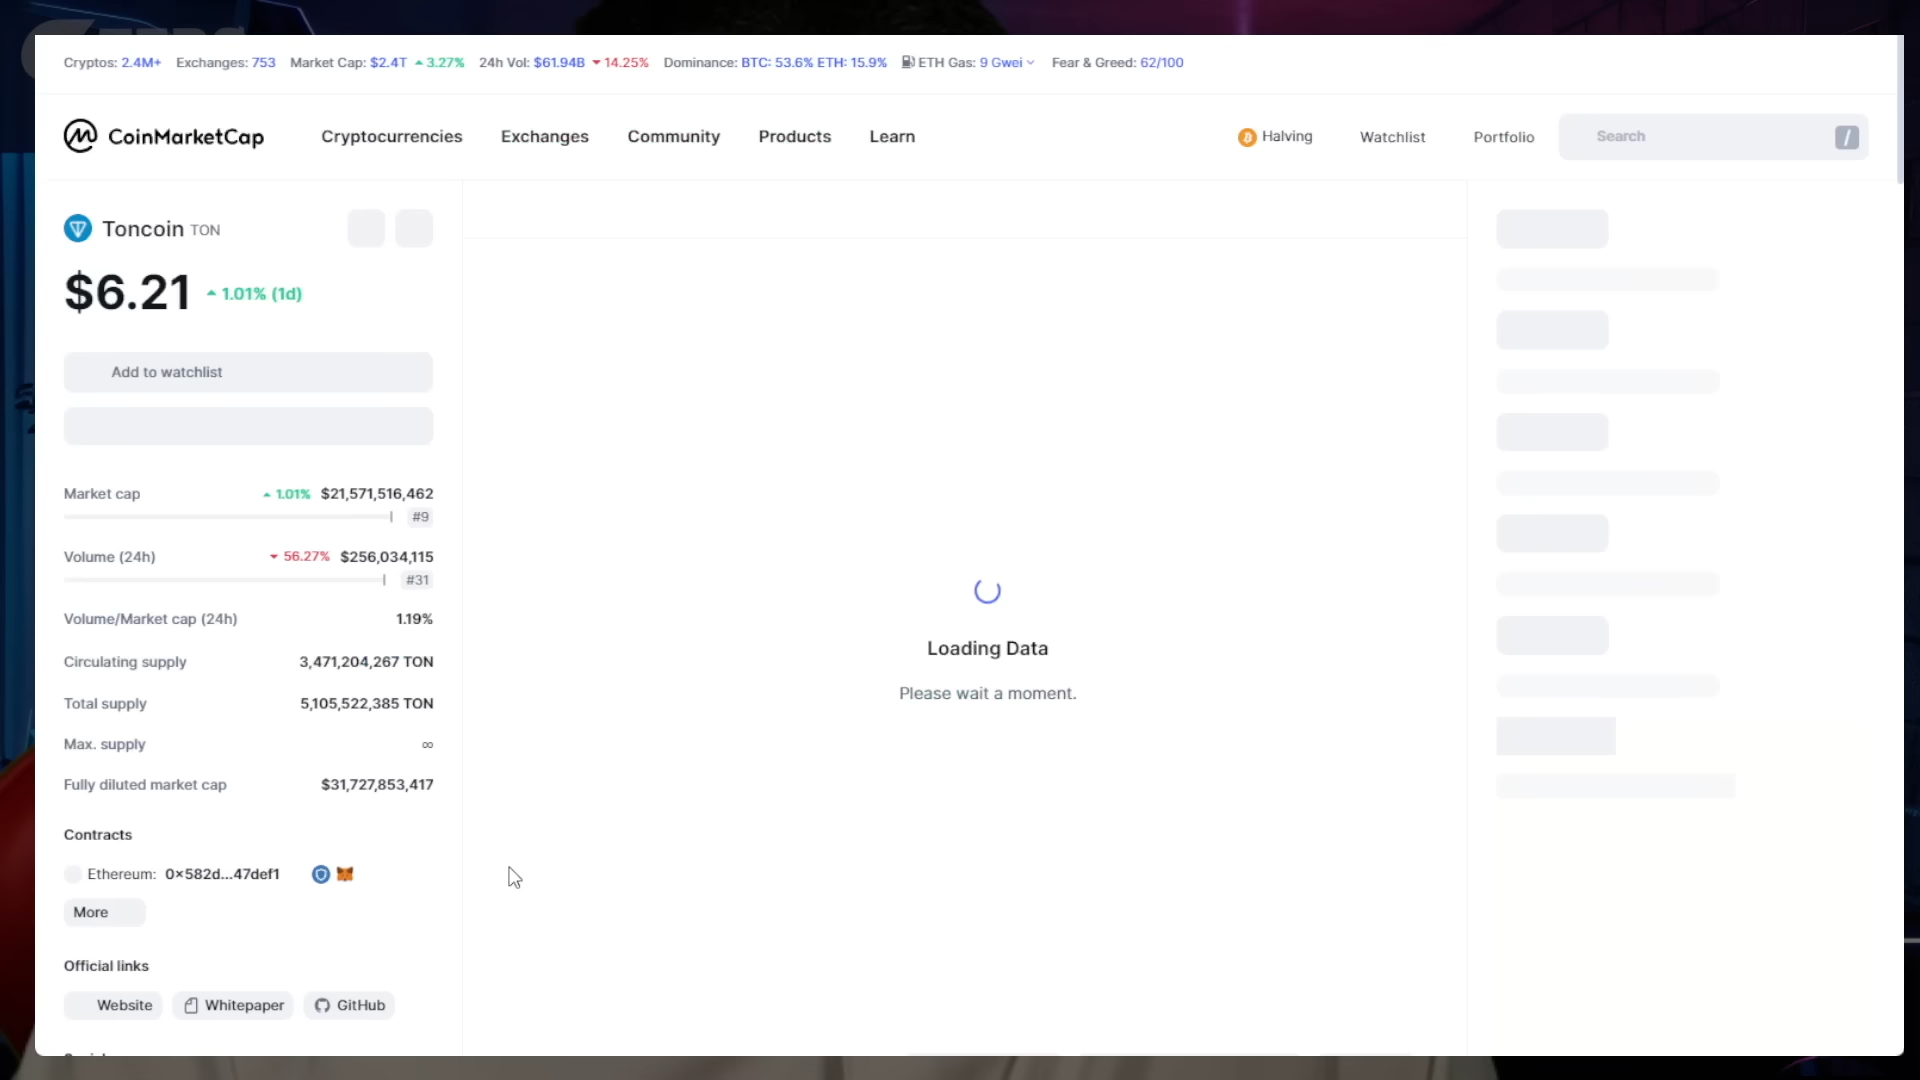 Cryptos: 2.4M+ Exchanges: 753 Market Cap: $2.4T 3.27% 24h Vol: $61.94B 14.25% Dominance: BTC: 53.6% ETH: 15.9% ETH Gas: 9 Gwei Fear & Greed: 62/100
CoinMarketCap Cryptocurrencies Exchanges Community Products Learn Halving Watchlist Portfolio Search /
Toncoin TON
$6.21 1.01% (1d)
Add to watchlist
Market cap 1.01% $21,571,516,462
#9
Volume (24h) 56.27% $256,034,115
#31
Volume/Market cap (24h) 1.19%
Circulating supply 3,471,204,267 TON
Total supply 5,105,522,385 TON
Max. supply ∞
Fully diluted market cap $31,727,853,417
Contracts
Ethereum: 0x582d...47def1
More
Official links
Website Whitepaper GitHub
Loading Data
Please wait a moment.